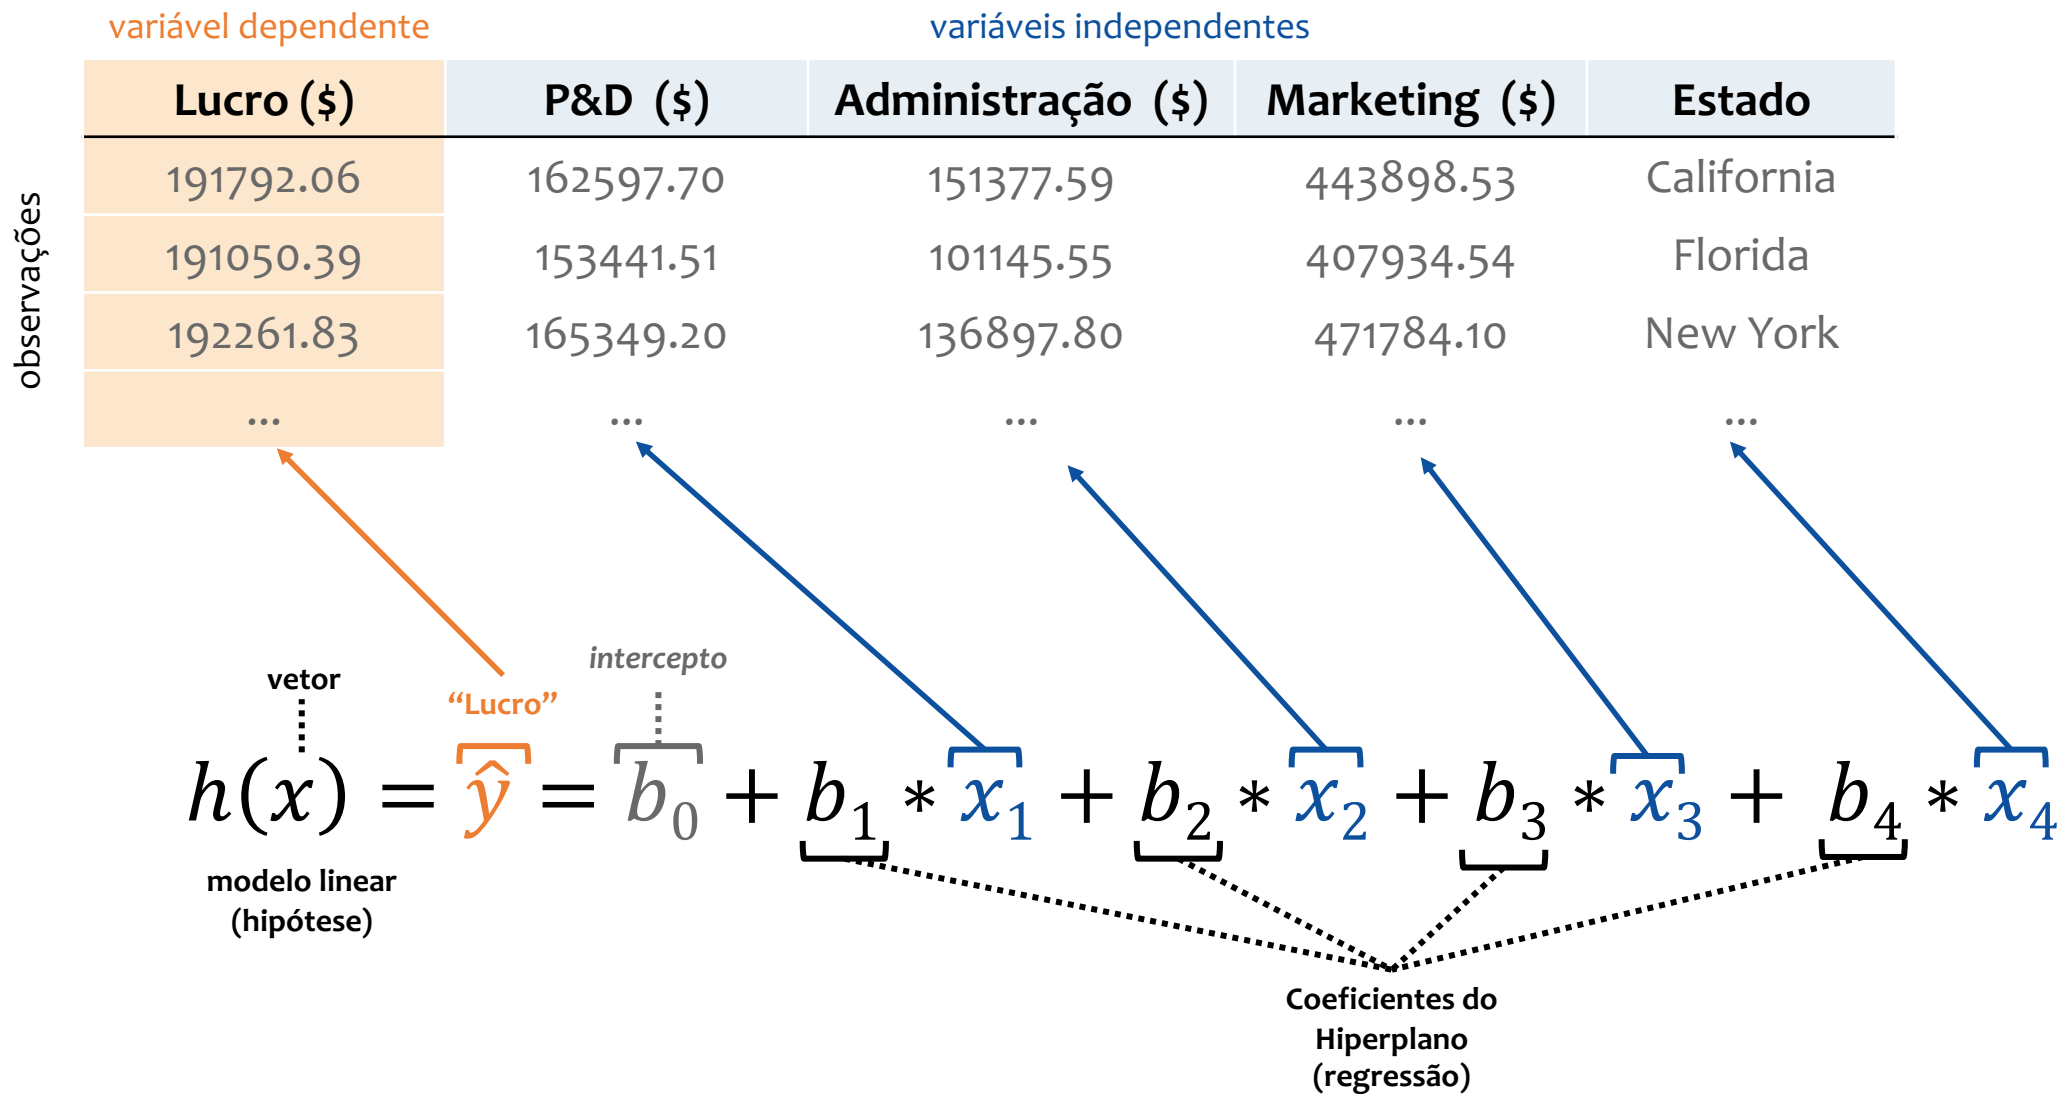 variável dependente variáveis independentes
Lucro ($) P&D ($) Administração ($) Marketing ($) Estado
observações
191792.06 162597.70 151377.59 443898.53 California
191050.39 153441.51 101145.55 407934.54 Florida
192261.83 165349.20 136897.80 471784.10 New York
... ... ... ... ...
intercepto
vetor
“Lucro”
h(x) = ŷ = b₀ + b₁ * x₁ + b₂ * x₂ + b₃ * x₃ + b₄ * x₄
modelo linear
(hipótese)
Coeficientes do
Hiperplano
(regressão)